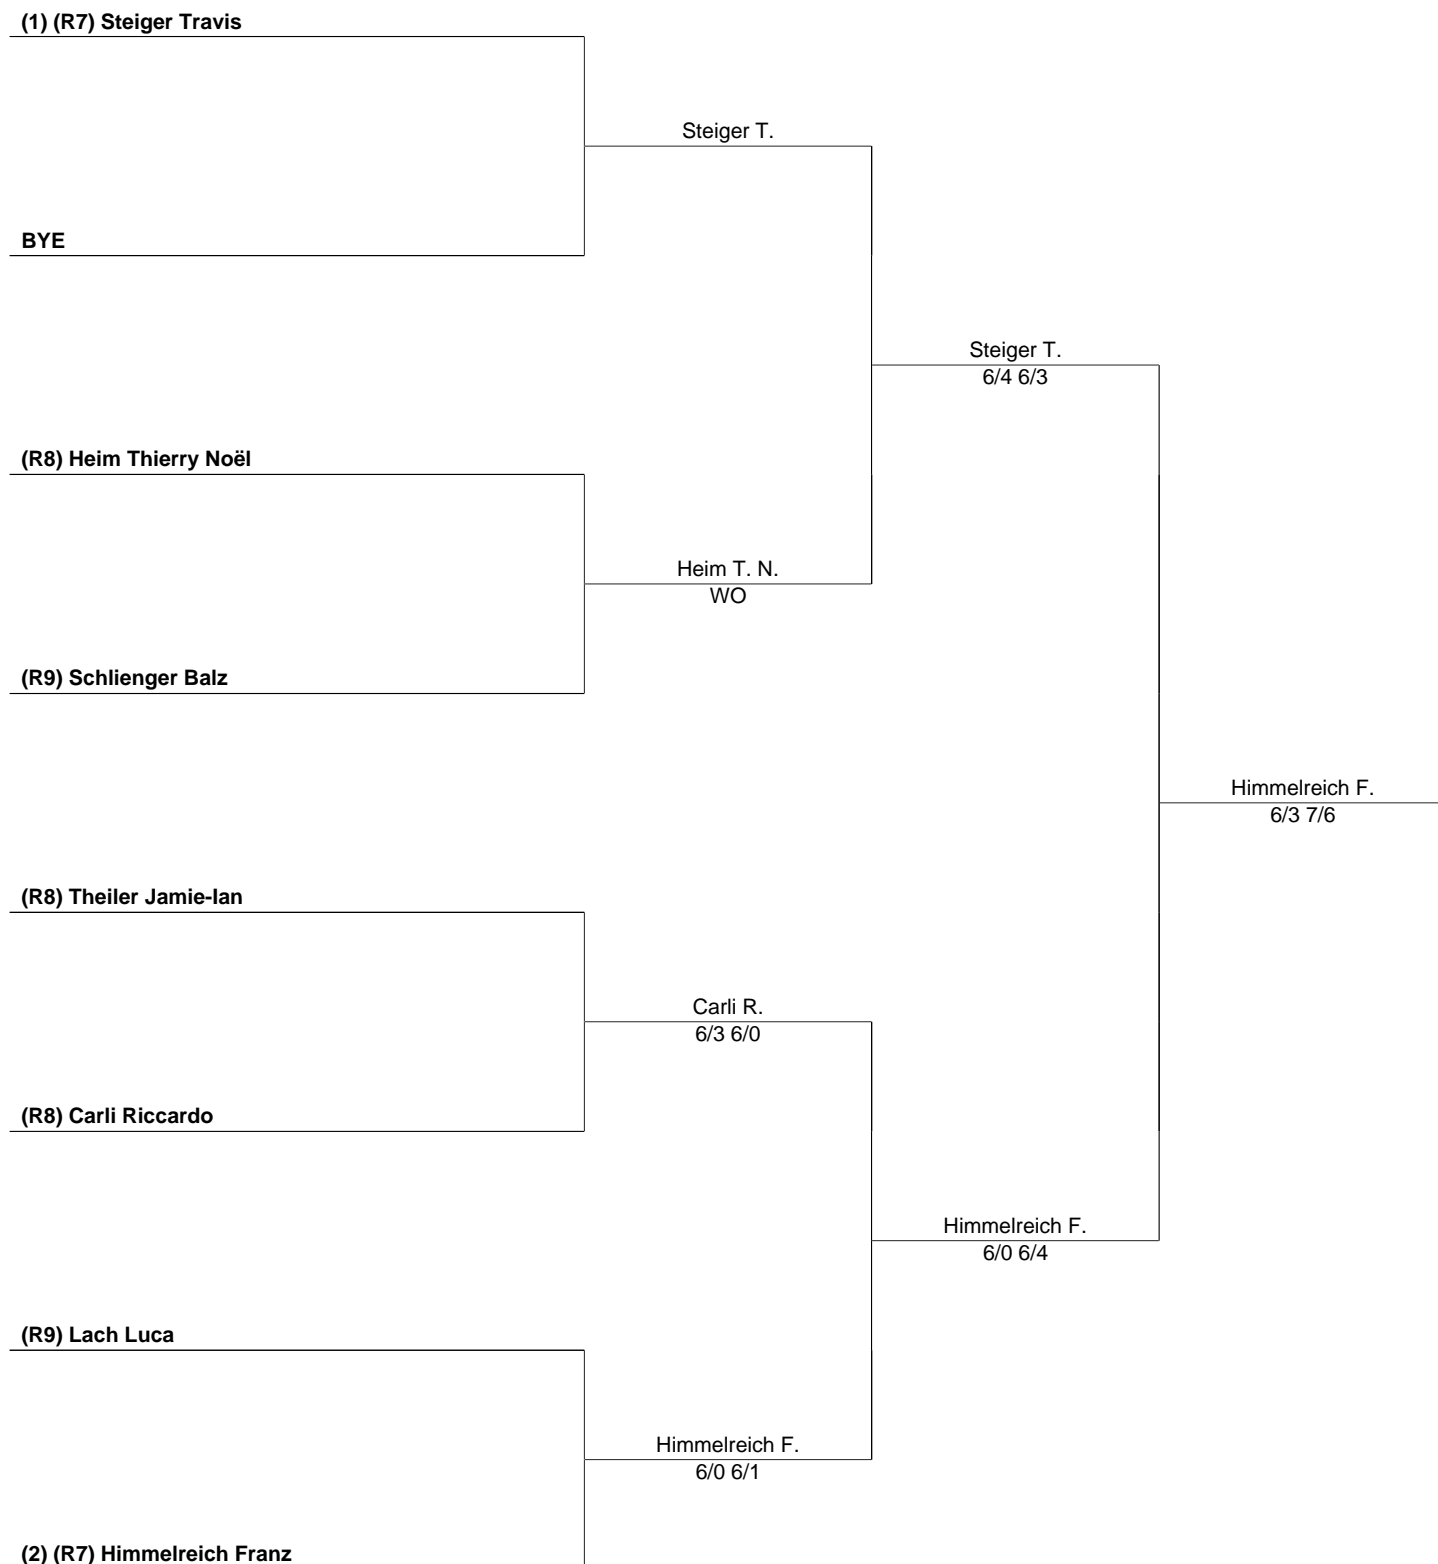 (1) (R7) Steiger Travis
Steiger T.
BYE
Steiger T.
6/4 6/3
(R8) Heim Thierry Noël
Heim T. N.
WO
(R9) Schlienger Balz
Himmelreich F.
6/3 7/6
(R8) Theiler Jamie-Ian
Carli R.
6/3 6/0
(R8) Carli Riccardo
Himmelreich F.
6/0 6/4
(R9) Lach Luca
Himmelreich F.
6/0 6/1
(2) (R7) Himmelreich Franz